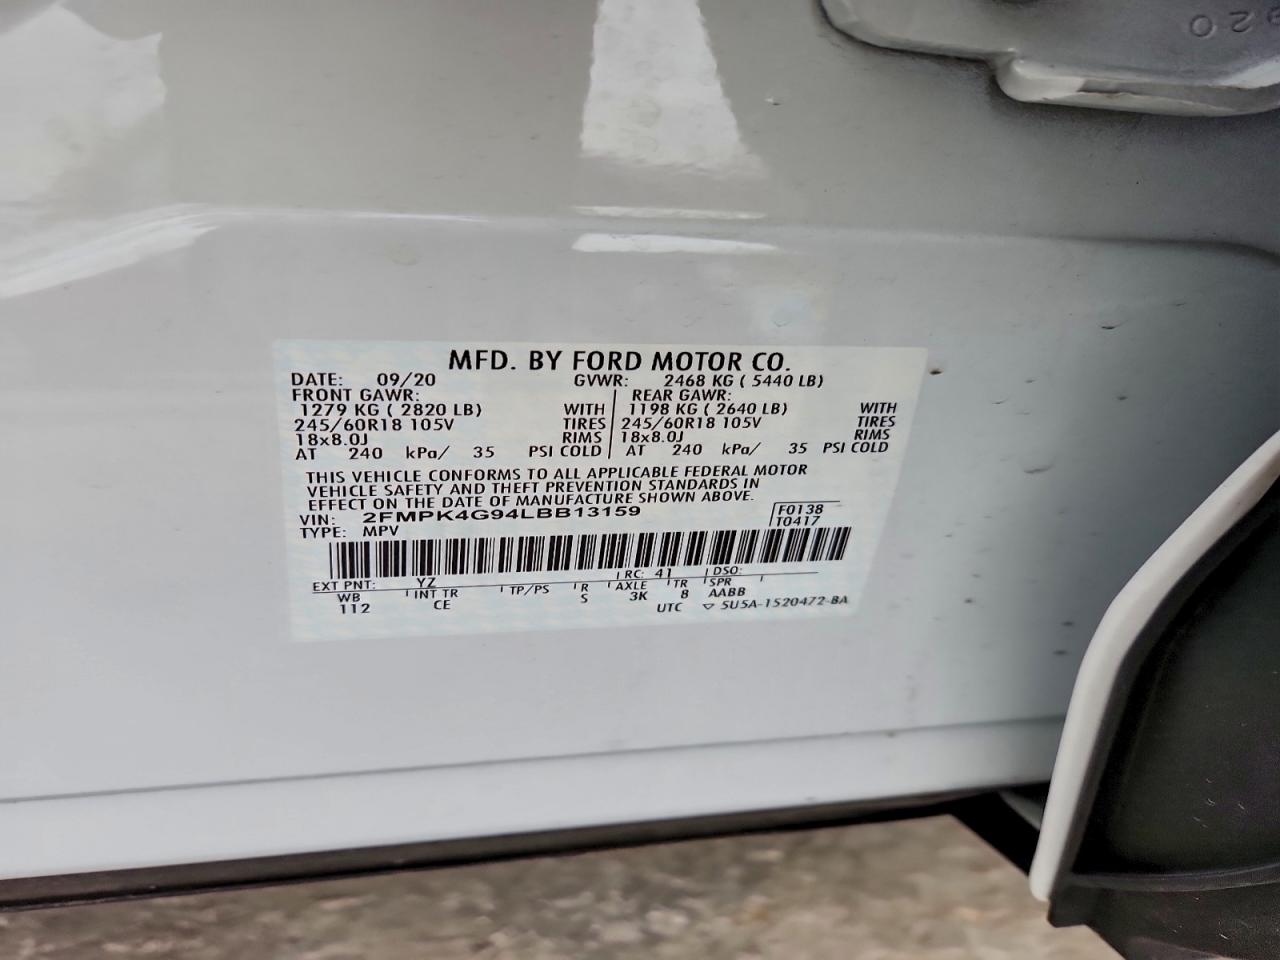 920
MFD. BY FORD MOTOR CO.
DATE: 09/20 GVWR: 2468 KG ( 5440 LB)
FRONT GAWR: REAR GAWR:
1279 KG ( 2820 LB) WITH 1198 KG ( 2640 LB) WITH
245/60R18 105V TIRES 245/60R18 105V TIRES
18x8.0J RIMS 18x8.0J RIMS
AT 240 kPa/ 35 PSI COLD AT 240 kPa/ 35 PSI COLD
THIS VEHICLE CONFORMS TO ALL APPLICABLE FEDERAL MOTOR
VEHICLE SAFETY AND THEFT PREVENTION STANDARDS IN
EFFECT ON THE DATE OF MANUFACTURE SHOWN ABOVE.
VIN: 2FMPK4G94LBB13159 F0138
TYPE: MPV T0417
EXT PNT: YZ RC: 41 DSO:
WB INT TR TP/PS R AXLE TR SPR
112 CE S 3K 8 AABB
UTC ▽ 5U5A-1520472-BA